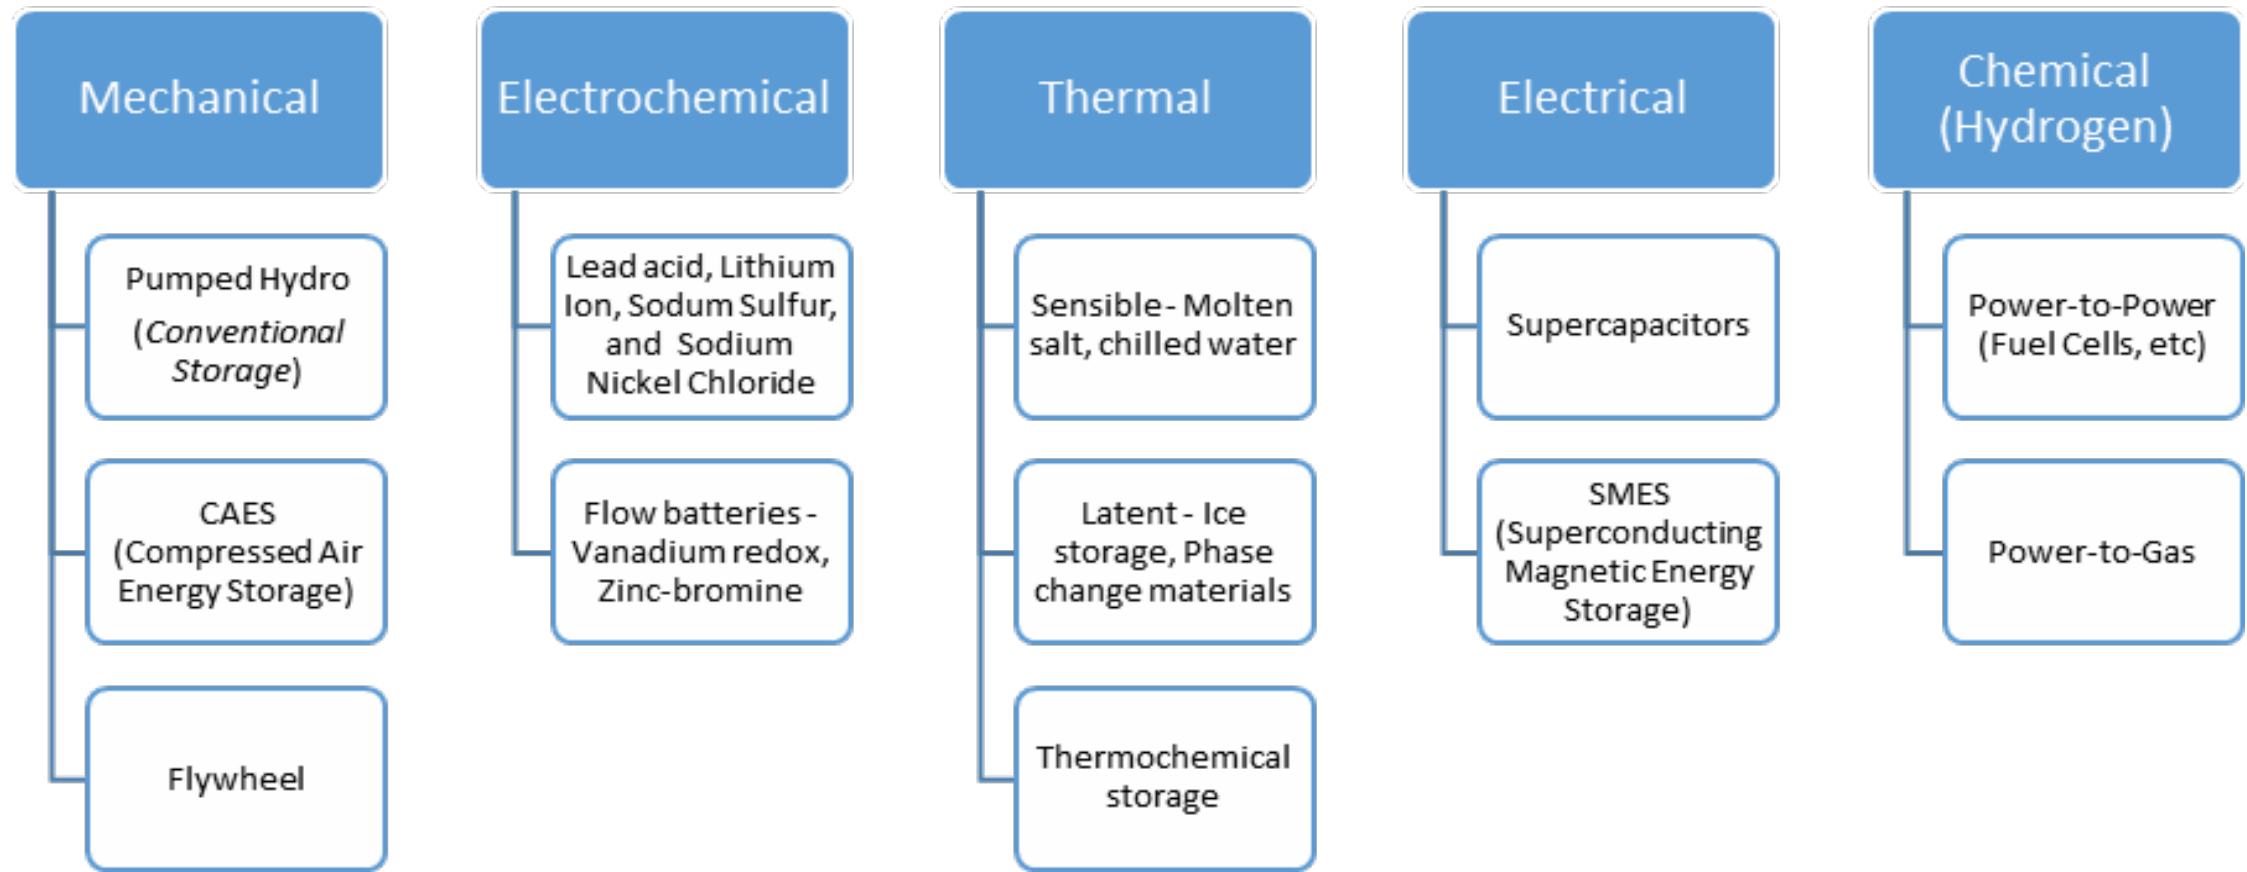 Mechanical
Pumped Hydro
(Conventional
Storage)
CAES
(Compressed Air
Energy Storage)
Flywheel
Electrochemical
Lead acid, Lithium
Ion, Sodum Sulfur,
and Sodium
Nickel Chloride
Flow batteries -
Vanadium redox,
Zinc-bromine
Thermal
Sensible - Molten
salt, chilled water
Latent - Ice
storage, Phase
change materials
Thermochemical
storage
Electrical
Supercapacitors
SMES
(Superconducting
Magnetic Energy
Storage)
Chemical
(Hydrogen)
Power-to-Power
(Fuel Cells, etc)
Power-to-Gas